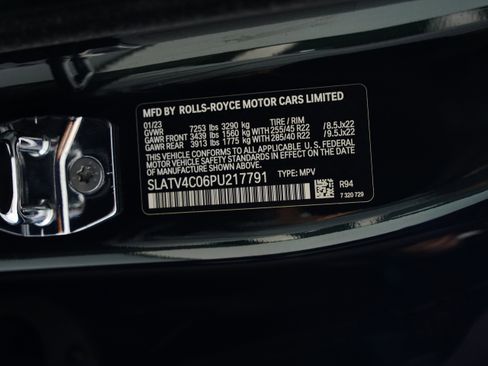 MFD BY ROLLS-ROYCE MOTOR CARS LIMITED
01/23 TIRE / RIM
GVWR 7253 lbs 3290 kg
GAWR FRONT 3439 lbs 1560 kg WITH 255/45 R22 /8.5Jx22
GAWR REAR 3913 lbs 1775 kg WITH 285/40 R22 /9.5Jx22
THIS VEHICLE CONFORMS TO ALL APPLICABLE U. S. FEDERAL
MOTOR VEHICLE SAFETY STANDARDS IN EFFECT ON THE DATE OF
MANUFACTURE SHOWN ABOVE.
SLATV4C06PU217791 TYPE: MPV
R94
7 320 729